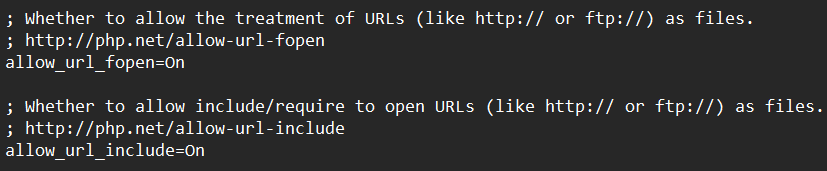 ; Whether to allow the treatment of URLs (like http:// or ftp://) as files.
; http://php.net/allow-url-fopen
allow_url_fopen=On
; Whether to allow include/require to open URLs (like http:// or ftp://) as files.
; http://php.net/allow-url-include
allow_url_include=On